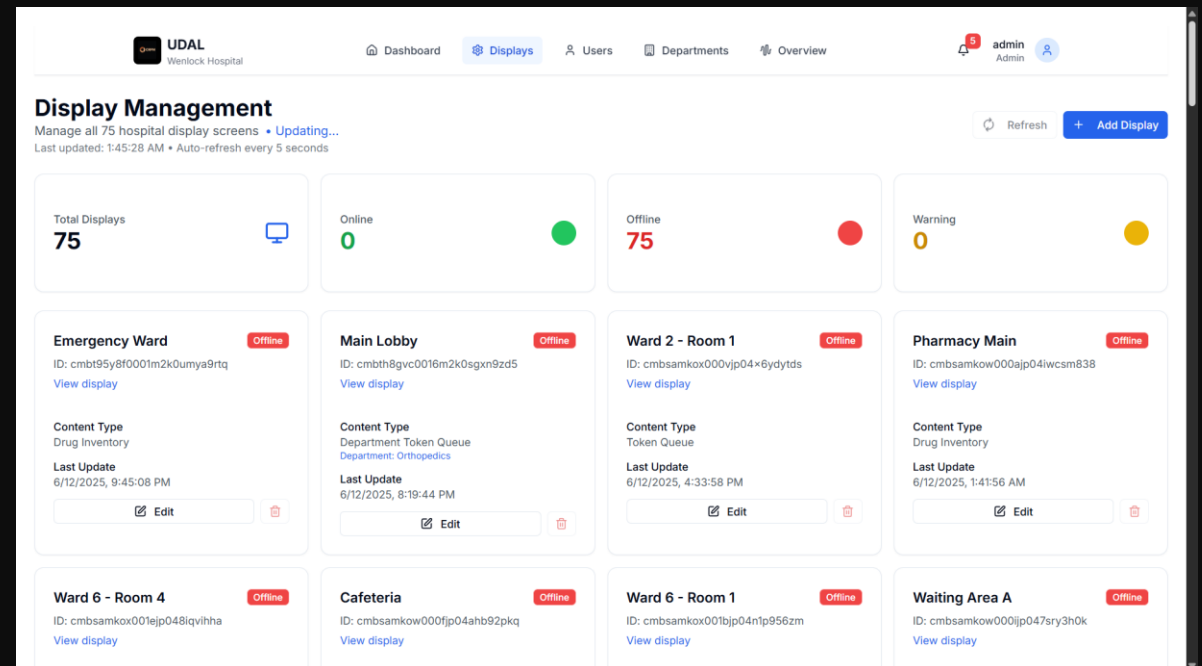 UDAL
Wenlock Hospital
Dashboard
Displays
Users
Departments
Overview
5
admin
Admin
Display Management
Manage all 75 hospital display screens • Updating...
Last updated: 1:45:28 AM • Auto-refresh every 5 seconds
Refresh
+ Add Display
Total Displays
75
Online
0
Offline
75
Warning
0
Emergency Ward
Offline
ID: cmbt95y8f0001m2k0umya9rtq
View display
Content Type
Drug Inventory
Last Update
6/12/2025, 9:45:08 PM
Edit
Main Lobby
Offline
ID: cmbth8gvc0016m2k0sgxn9zd5
View display
Content Type
Department Token Queue
Department: Orthopedics
Last Update
6/12/2025, 8:19:44 PM
Edit
Ward 2 - Room 1
Offline
ID: cmbsamkox000vjp04×6ydytds
View display
Content Type
Token Queue
Last Update
6/12/2025, 4:33:58 PM
Edit
Pharmacy Main
Offline
ID: cmbsamkow000ajp04iwcsm838
View display
Content Type
Drug Inventory
Last Update
6/12/2025, 1:41:56 AM
Edit
Ward 6 - Room 4
Offline
ID: cmbsamkox001ejp048iqvihha
View display
Cafeteria
Offline
ID: cmbsamkow000fjp04ahb92pkq
View display
Ward 6 - Room 1
Offline
ID: cmbsamkox001bjp04n1p956zm
View display
Waiting Area A
Offline
ID: cmbsamkow000ijp047sry3h0k
View display